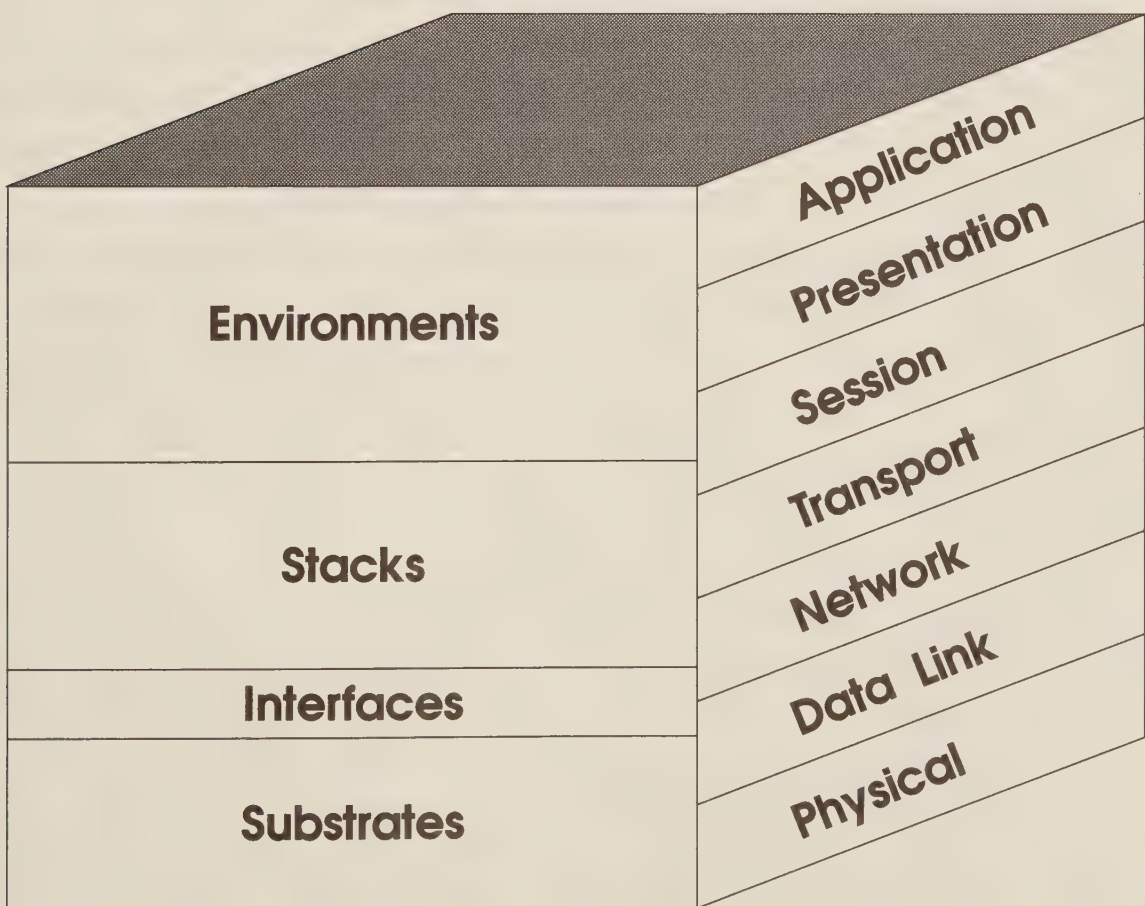 Environments
Stacks
Interfaces
Substrates
Application
Presentation
Session
Transport
Network
Data Link
Physical